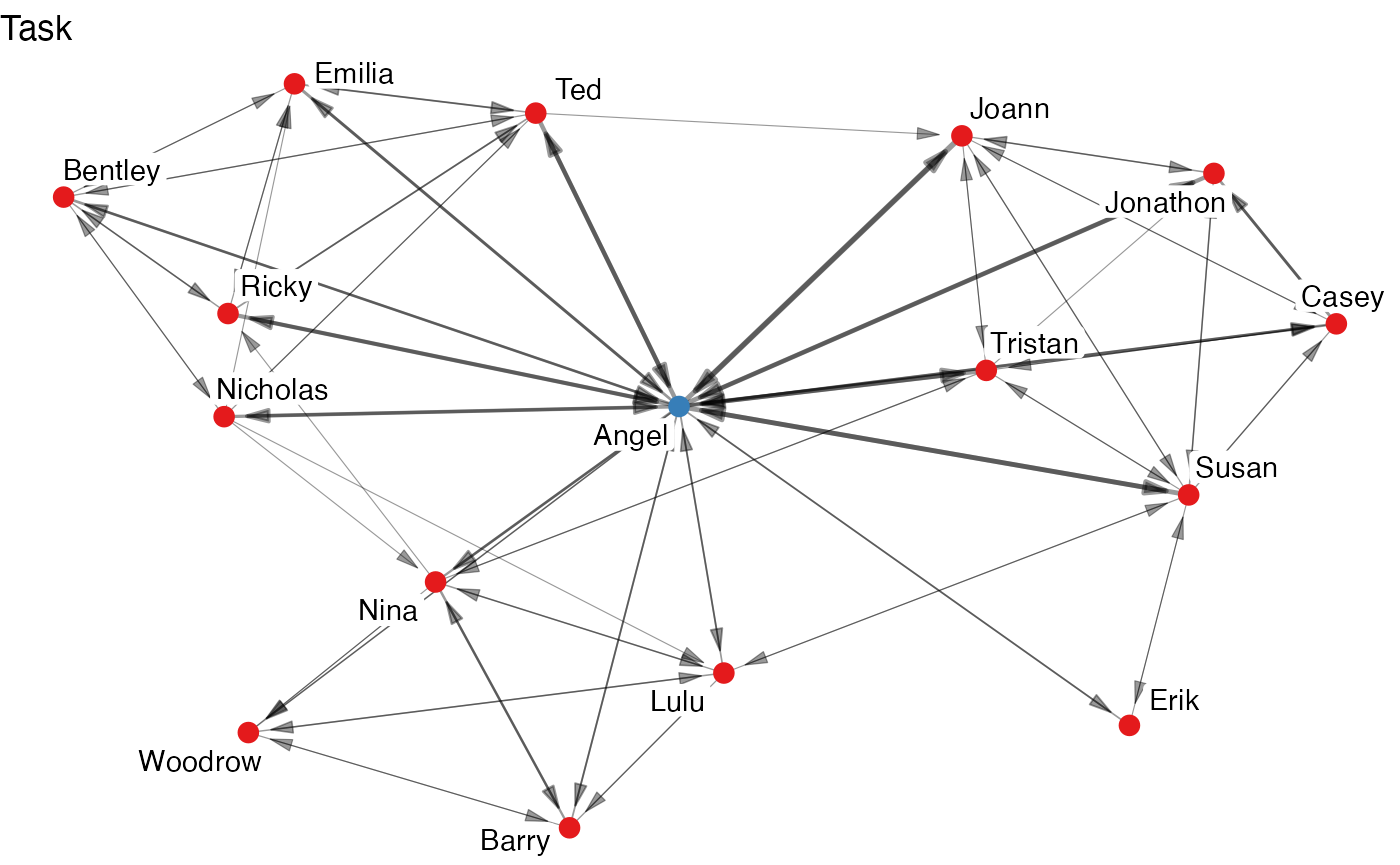 Task
Emilia
Ted
Joann
Bentley
Jonathon
Ricky
Casey
Tristan
Nicholas
Angel
Susan
Nina
Lulu
Erik
Woodrow
Barry